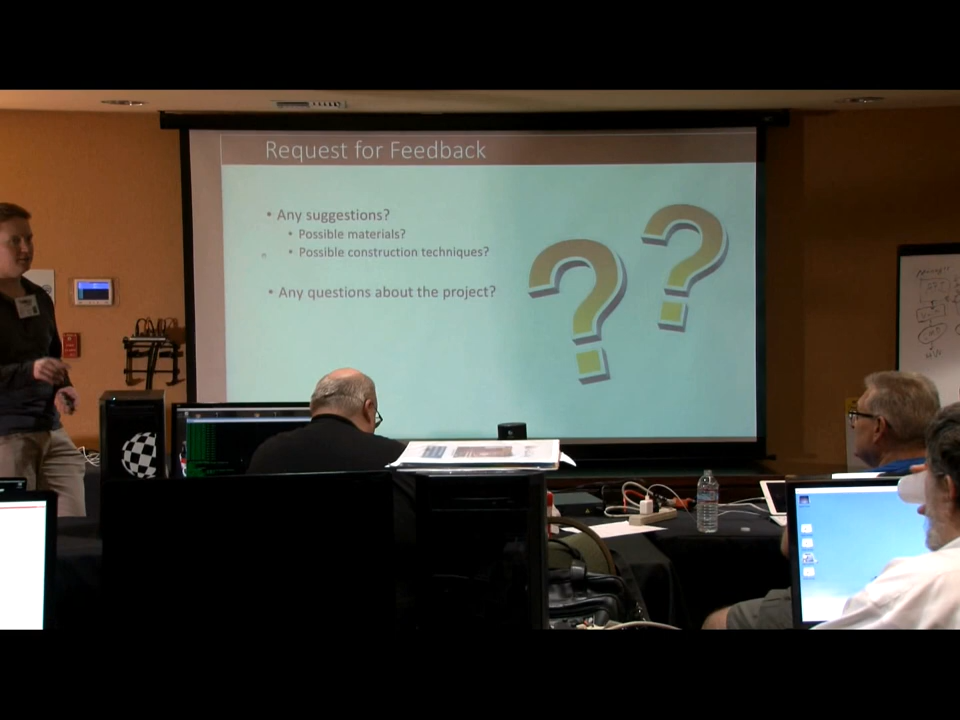 Request for Feedback
• Any suggestions?
• Possible materials?
• Possible construction techniques?
• Any questions about the project?